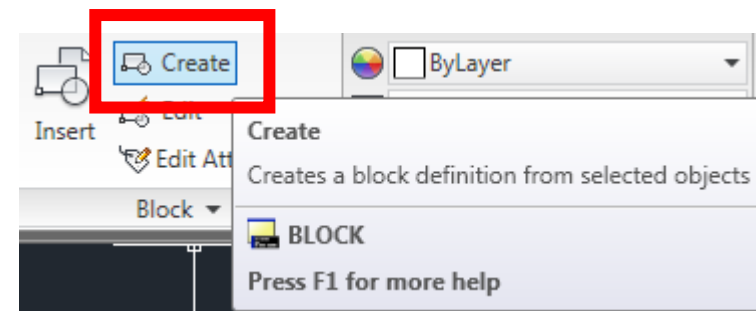 Create
ByLayer
Insert
Edit
Edit Att
Block
Create
Creates a block definition from selected objects
BLOCK
Press F1 for more help